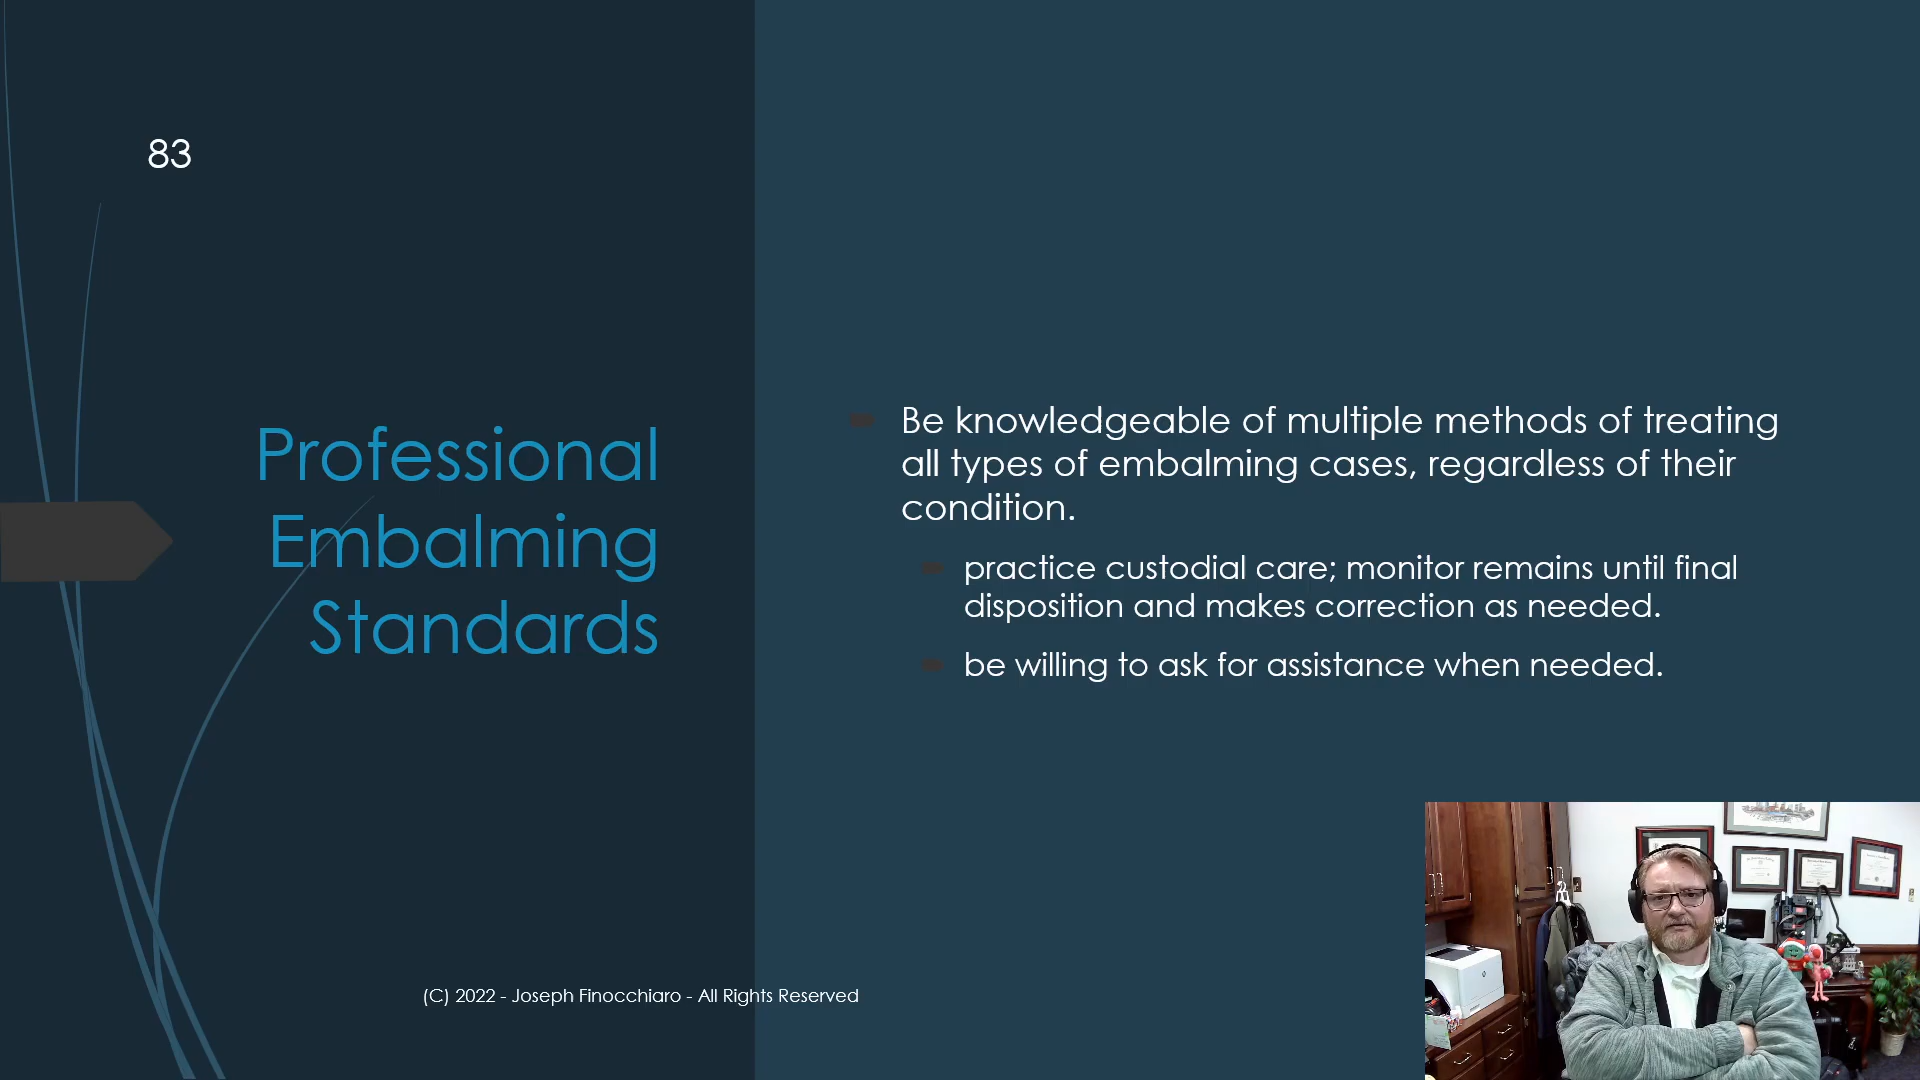 83
Professional
Embalming
Standards
Be knowledgeable of multiple methods of treating
all types of embalming cases, regardless of their
condition.
practice custodial care; monitor remains until final
disposition and makes correction as needed.
be willing to ask for assistance when needed.
(C) 2022 - Joseph Finocchiaro - All Rights Reserved